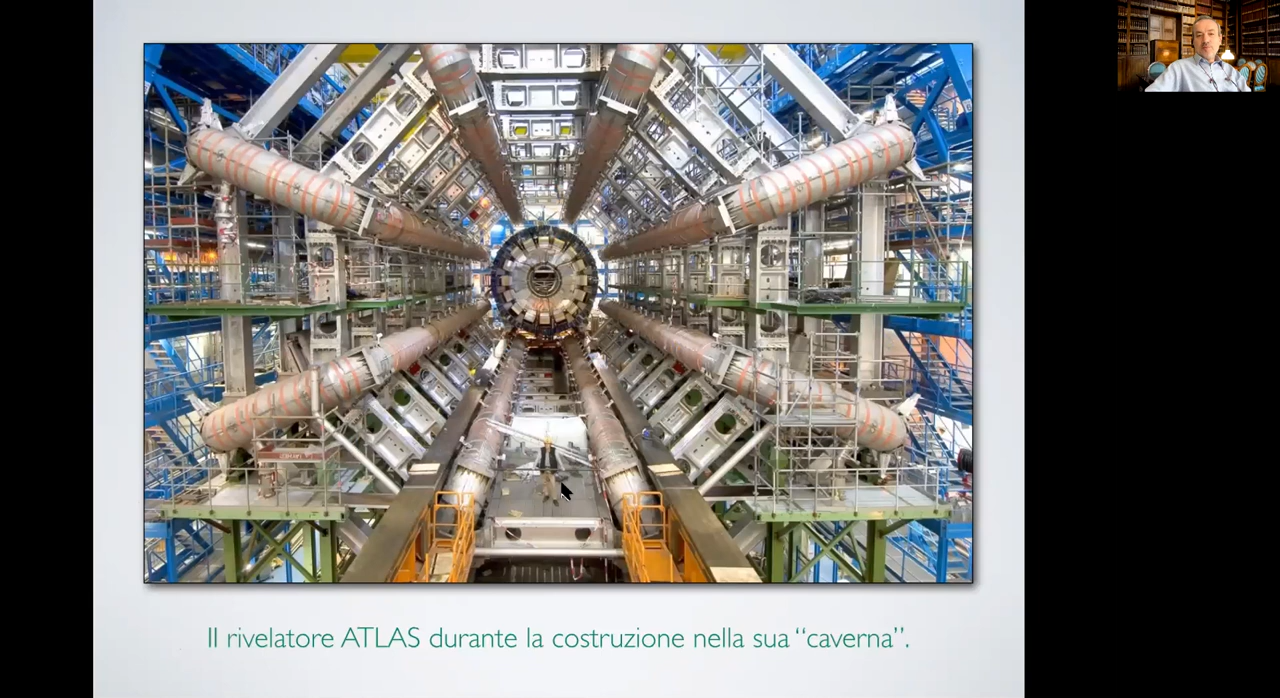 Il rivelatore ATLAS durante la costruzione nella sua “caverna”.